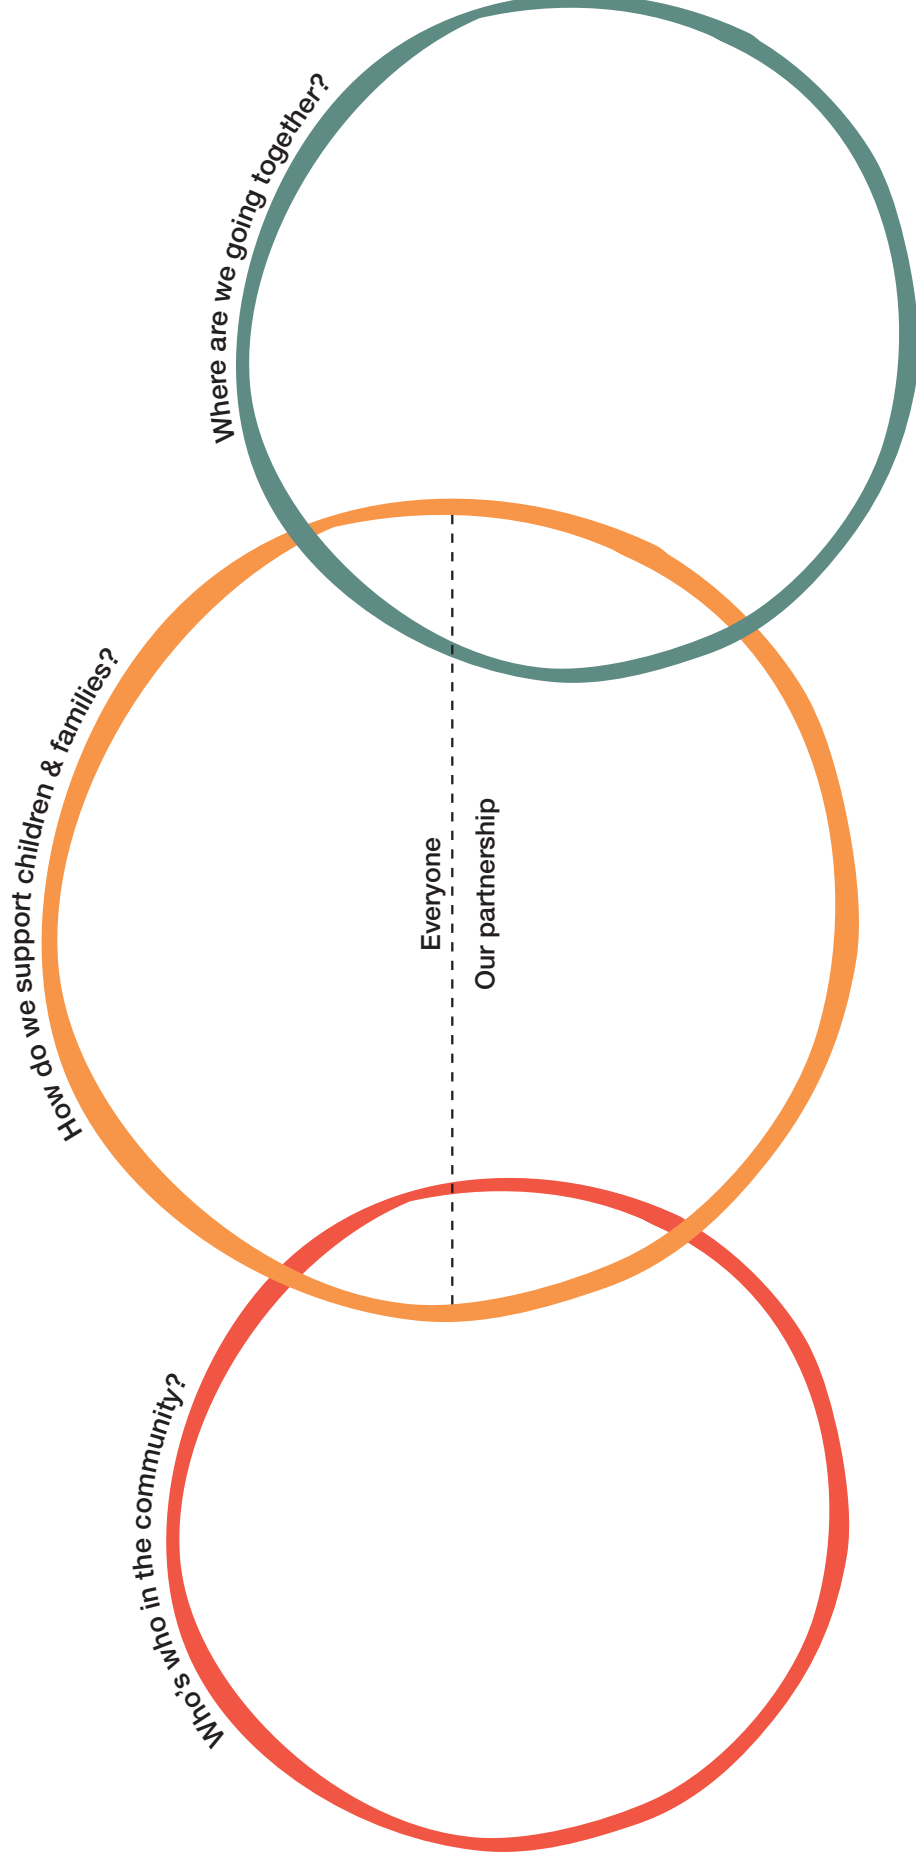 Who's who in the community?
How do we support children & families?
Everyone
Our partnership
Where are we going together?